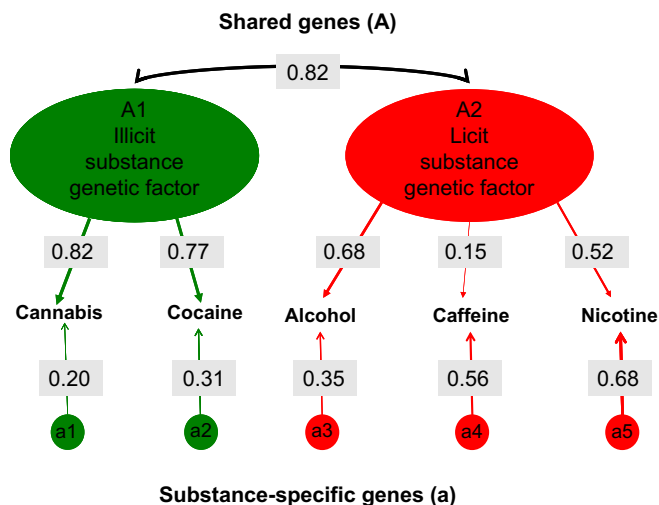 Shared genes (A)
0.82
A1
Illicit
substance
genetic factor
A2
Licit
substance
genetic factor
0.82
0.77
0.68
0.15
0.52
Cannabis
Cocaine
Alcohol
Caffeine
Nicotine
0.20
0.31
0.35
0.56
0.68
a1
a2
a3
a4
a5
Substance-specific genes (a)